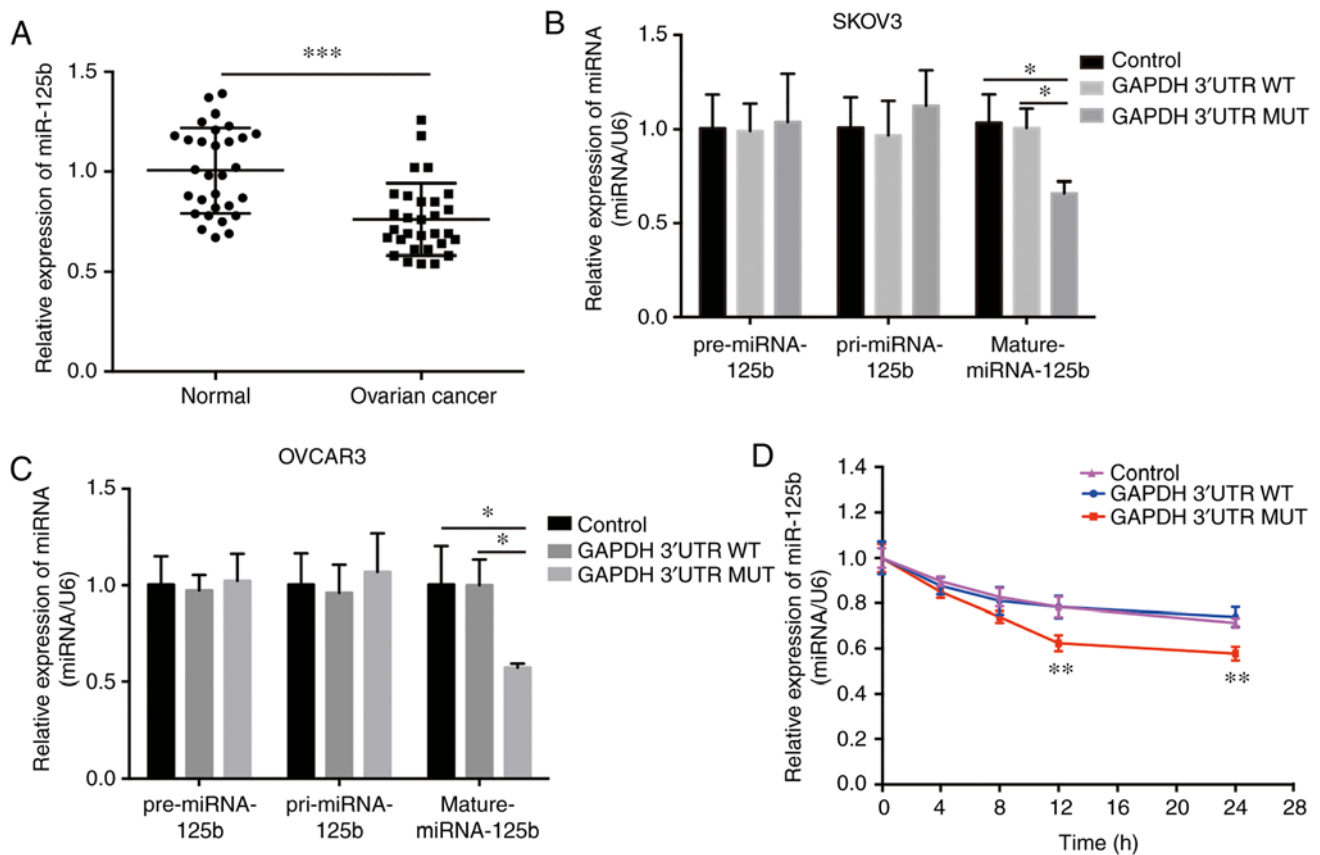 A
***
Relative expression of miR-125b
1.5
1.0
0.5
0.0
Normal
Ovarian cancer
B
SKOV3
Relative expression of miRNA
(miRNA/U6)
1.5
1.0
0.5
0.0
*
*
Control
GAPDH 3′UTR WT
GAPDH 3′UTR MUT
pre-miRNA-
125b
pri-miRNA-
125b
Mature-
miRNA-125b
C
OVCAR3
Relative expression of miRNA
(miRNA/U6)
1.5
1.0
0.5
0.0
*
*
Control
GAPDH 3′UTR WT
GAPDH 3′UTR MUT
pre-miRNA-
125b
pri-miRNA-
125b
Mature-
miRNA-125b
D
Relative expression of miR-125b
(miRNA/U6)
1.4
1.2
1.0
0.8
0.6
0.4
0.2
0.0
Control
GAPDH 3′UTR WT
GAPDH 3′UTR MUT
**
**
0 4 8 12 16 20 24 28
Time (h)